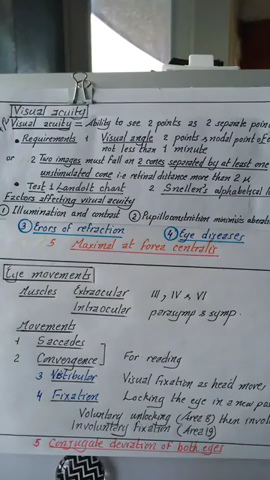 Visual acuity
Visual acuity = Ability to see 2 points as 2 separate poin
• Requirements 1 Visual angle 2 points & nodal point of e
not less than 1 minute
or 2 Two images must fall on 2 cones separated by at least one
unstimulated cone i.e retinal distance more than 2 μ
• Test 1 Landolt chart 2 Snellen's alphabetical l
Factors affecting visual acuity
① Illumination and contrast ② Pupilloconstriction minimizes aberra
③ Erors of refraction ④ Eye diseases
5 Maximal at fovea centralis
Eye movements
Muscles Extraocular III, IV & VI
Intraocular parasymp & symp.
Movements
1 Saccades
2 Convergence For reading
3 Vestibular Visual fixation as head mover
4 Fixation Locking the eye in a new pa
Voluntary unlocking (Area 8) then invol
Involuntary fixation (Area 19)
5 Conjugate deviation of both eyes